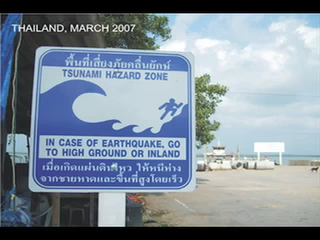 THAILAND, MARCH 2007
พื้นที่เสี่ยงภัยคลื่นยักษ์
TSUNAMI HAZARD ZONE
IN CASE OF EARTHQUAKE, GO
TO HIGH GROUND OR INLAND
เมื่อเกิดแผ่นดินไหว ให้หนีห่าง
จากชายหาดและขึ้นที่สูงโดยเร็ว